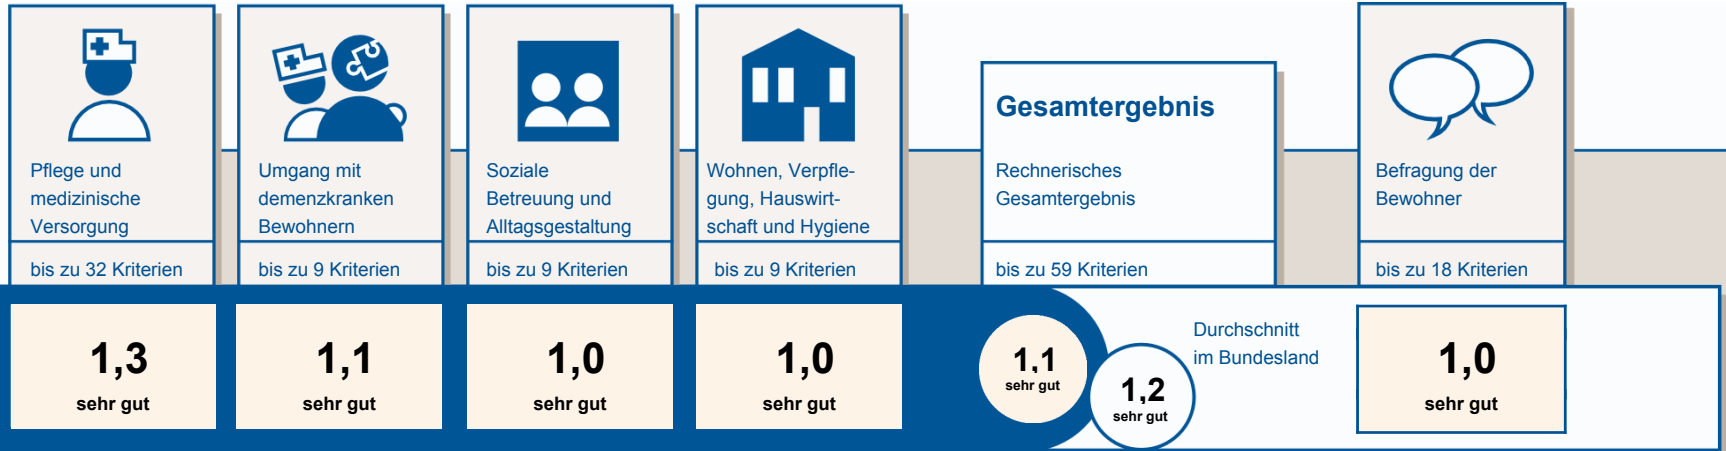 Pflege und
medizinische
Versorgung
bis zu 32 Kriterien
1,3
sehr gut
Umgang mit
demenzkranken
Bewohnern
bis zu 9 Kriterien
1,1
sehr gut
Soziale
Betreuung und
Alltagsgestaltung
bis zu 9 Kriterien
1,0
sehr gut
Wohnen, Verpfle-
gung, Hauswirt-
schaft und Hygiene
bis zu 9 Kriterien
1,0
sehr gut
Gesamtergebnis
Rechnerisches
Gesamtergebnis
bis zu 59 Kriterien
1,1
sehr gut
1,2
sehr gut
Durchschnitt
im Bundesland
Befragung der
Bewohner
bis zu 18 Kriterien
1,0
sehr gut